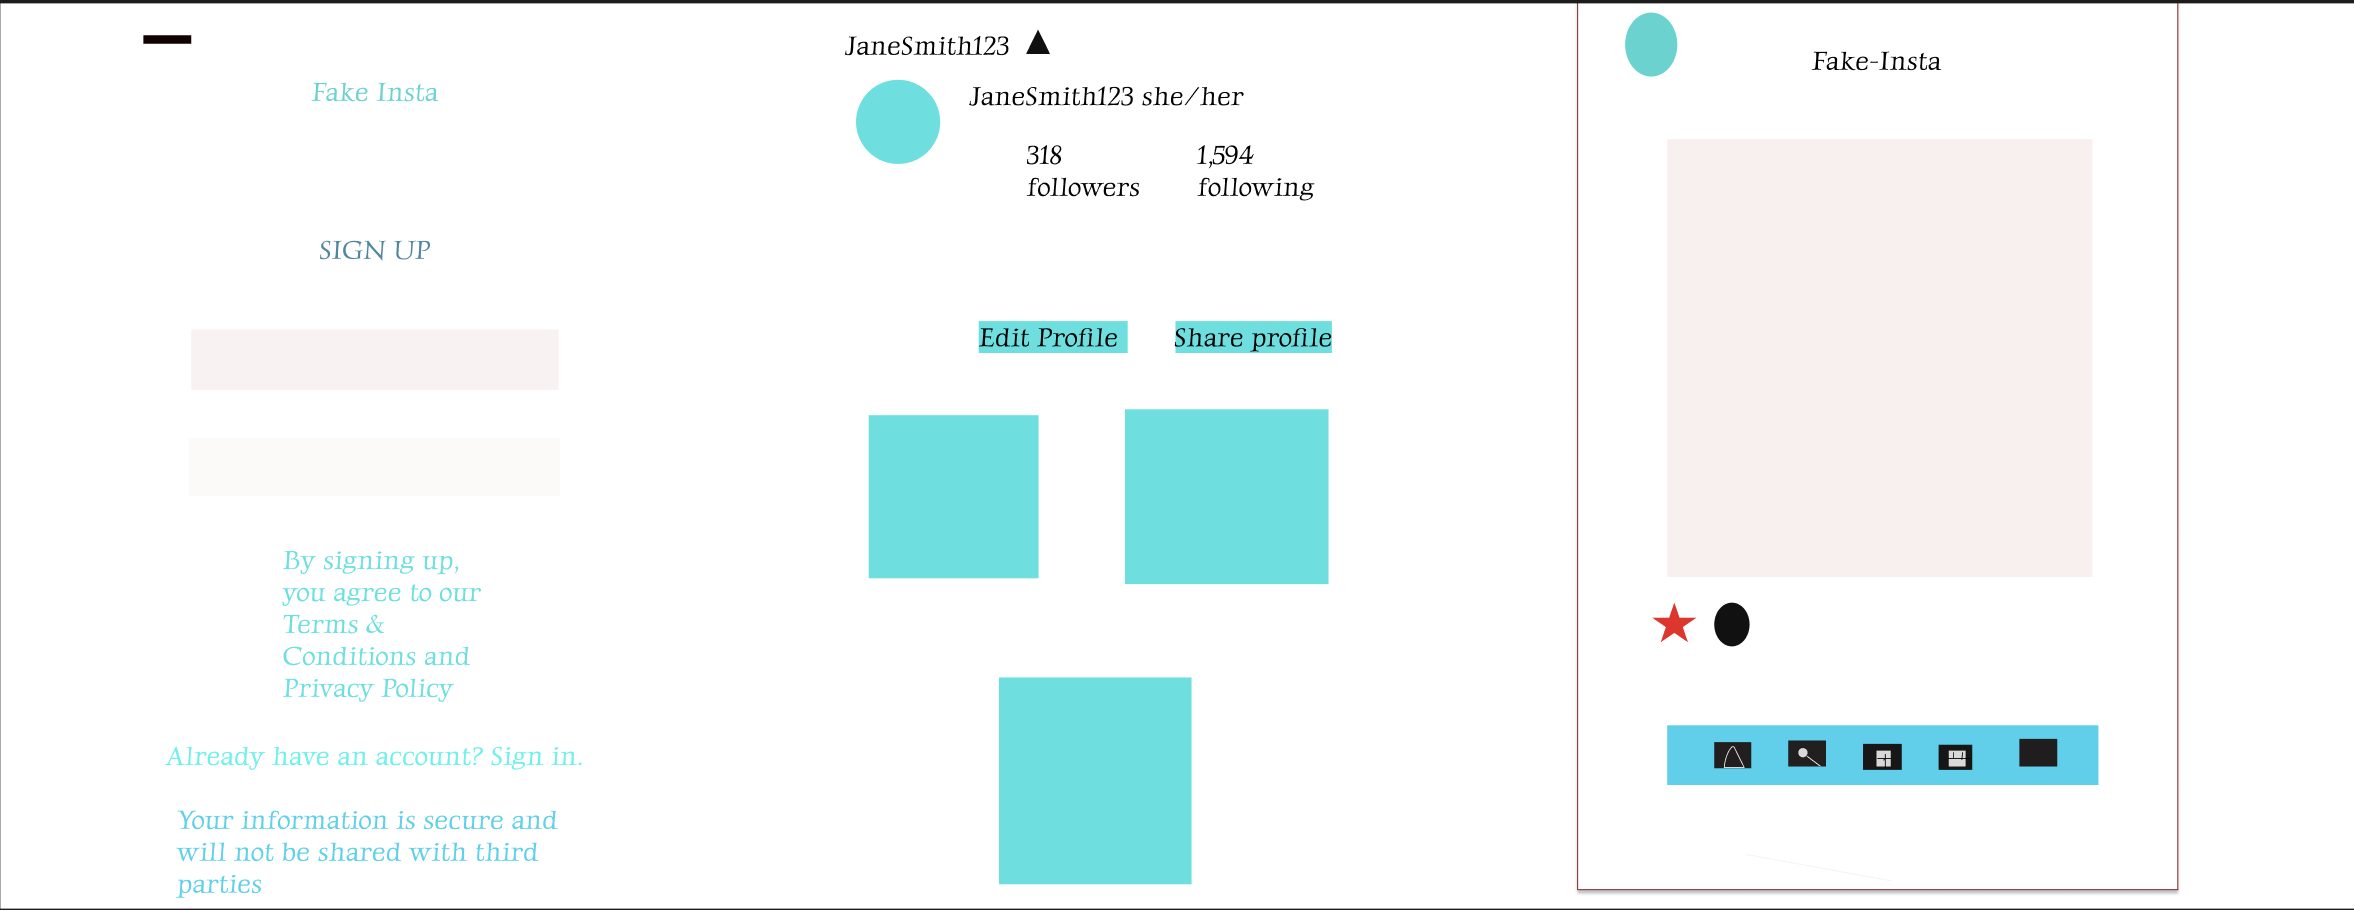 Fake Insta
SIGN UP
By signing up,
you agree to our
Terms &
Conditions and
Privacy Policy
Already have an account? Sign in.
Your information is secure and
will not be shared with third
parties
JaneSmith123
JaneSmith123 she/her
318
followers
1,594
following
Edit Profile
Share profile
Fake-Insta